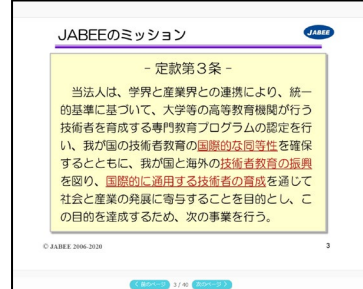 JABEEのミッション
JABEE
- 定款第3条 -
当法人は、学界と産業界との連携により、統一
的基準に基づいて、大学等の高等教育機関が行う
技術者を育成する専門教育プログラムの認定を行
い、我が国の技術者教育の国際的な同等性を確保
するとともに、我が国と海外の技術者教育の振興
を図り、国際的に通用する技術者の育成を通じて
社会と産業の発展に寄与することを目的とし、こ
の目的を達成するため、次の事業を行う。
© JABEE 2006-2020
3
《 前のページ 3 / 40 次のページ 》